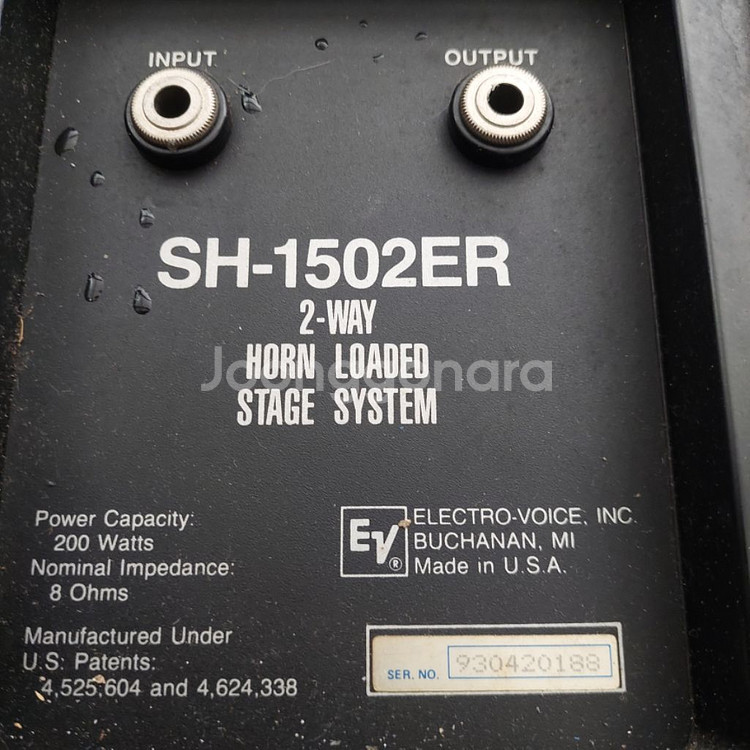 INPUT
OUTPUT
SH-1502ER
2-WAY
HORN LOADED
Joonggonara
STAGE SYSTEM
Power Capacity:
200 Watts
Nominal Impedance:
8 Ohms
EV®
ELECTRO-VOICE, INC.
BUCHANAN, MI
Made in U.S.A.
Manufactured Under
U.S. Patents:
4,525,604 and 4,624,338
SER. NO. 930420188